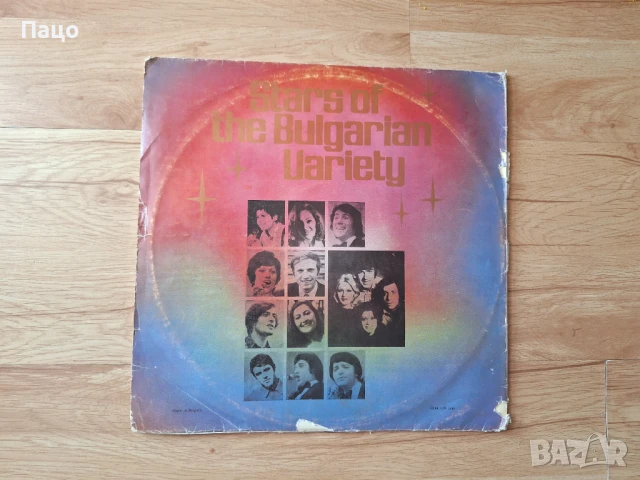 Пацо
Stars of
the Bulgarian
Variety
BAZAR